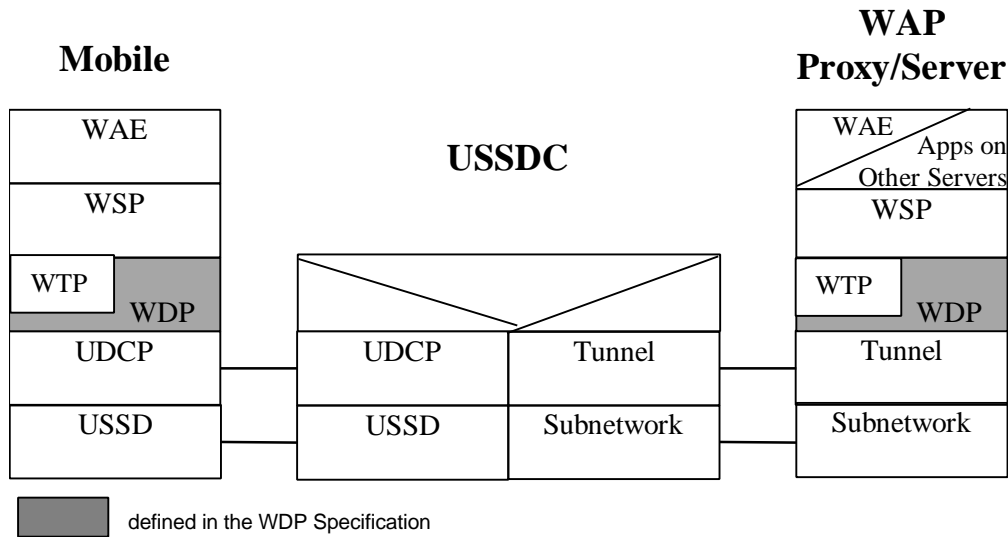 Mobile
WAE
WSP
WTP
WDP
UDCP
USSD
USSDC
UDCP
Tunnel
USSD
Subnetwork
WAP
Proxy/Server
WAE
Apps on
Other Servers
WSP
WTP
WDP
Tunnel
Subnetwork
defined in the WDP Specification